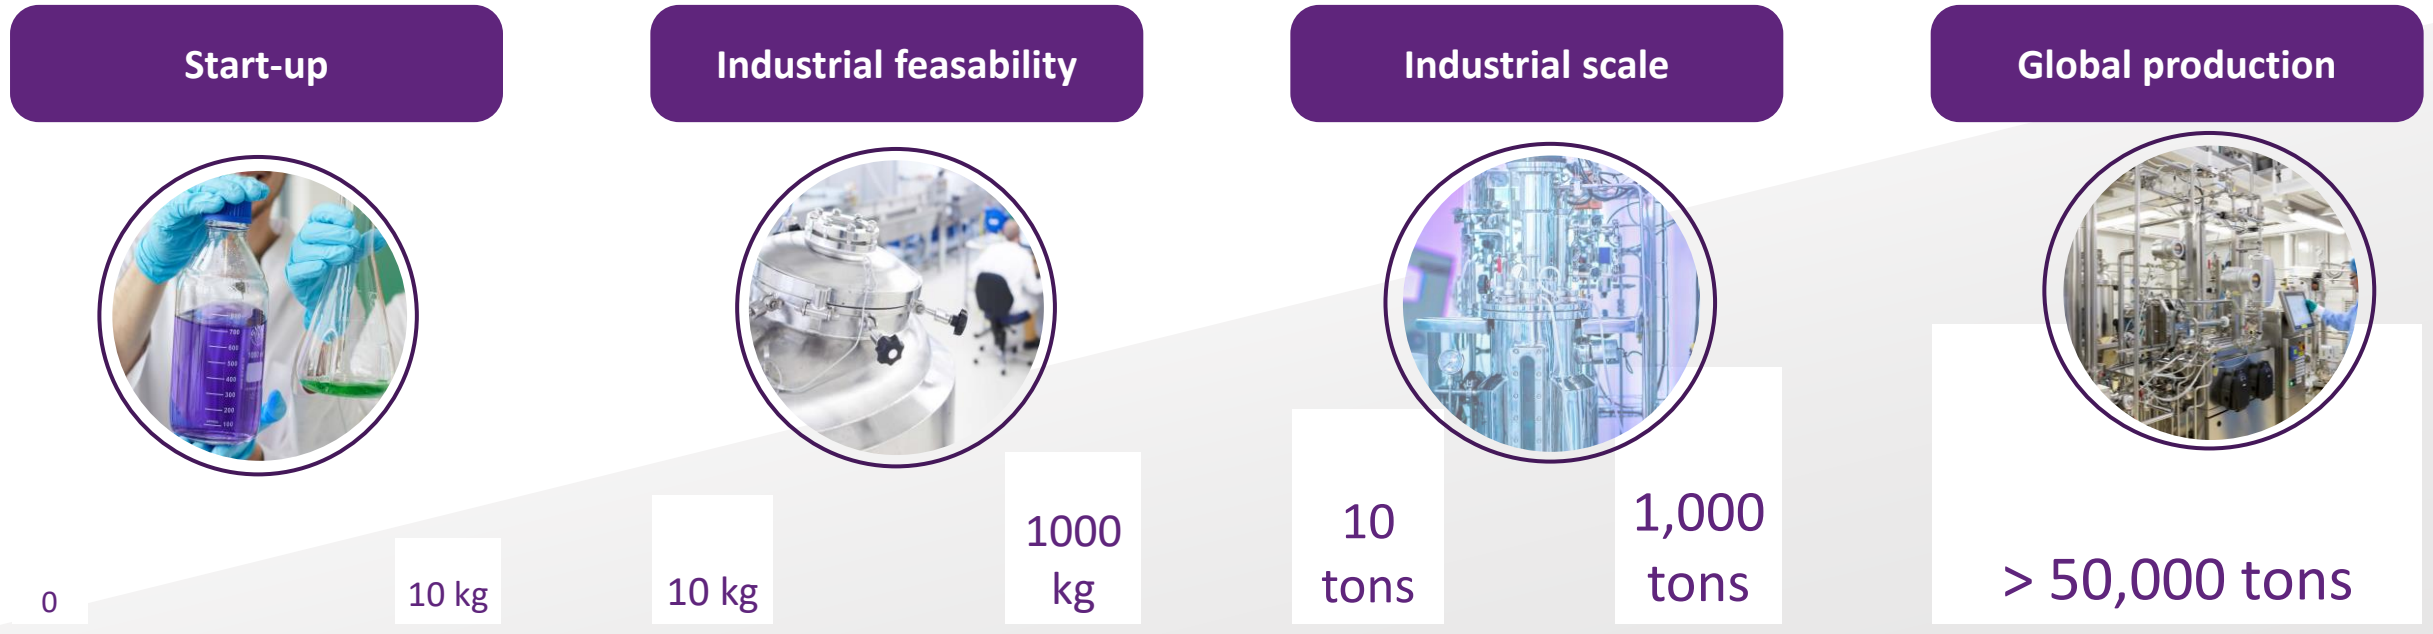 Start-up
Industrial feasability
Industrial scale
Global production
0
10 kg
10 kg
1000
kg
10
tons
1,000
tons
> 50,000 tons